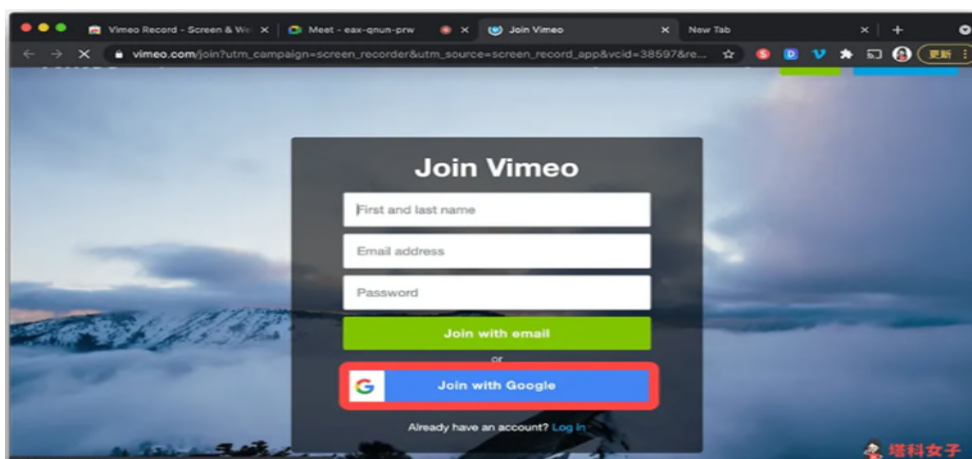 Vimeo Record - Screen & We
Meet - eax-qnun-prw
Join Vimeo
New Tab
vimeo.com/join?utm_campaign=screen_recorder&utm_source=screen_record_app&vcid=38597&re...
更新
Join Vimeo
First and last name
Email address
Password
Join with email
or
Join with Google
Already have an account? Log in
塔科女子